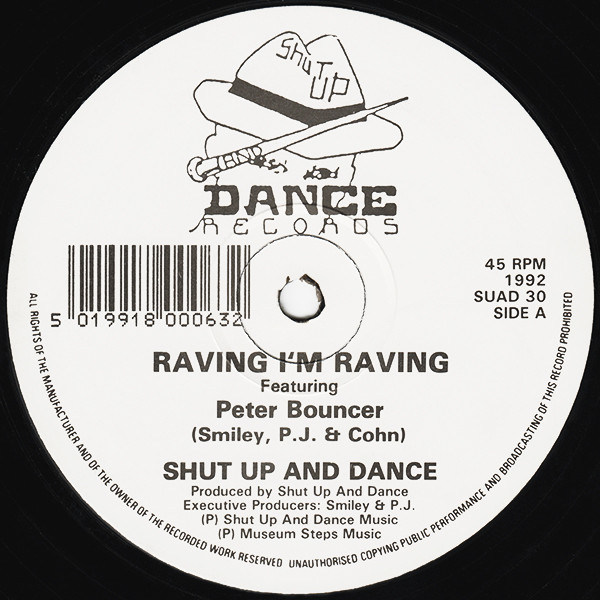 Shut
UP
AND
DANCE
RECORDS
5 019918 000632
45 RPM
1992
SUAD 30
SIDE A
RAVING I'M RAVING
Featuring
Peter Bouncer
(Smiley, P.J. & Cohn)
SHUT UP AND DANCE
Produced by Shut Up And Dance
Executive Producers: Smiley & P.J.
(P) Shut Up And Dance Music
(P) Museum Steps Music
ALL RIGHTS OF THE MANUFACTURER AND OF THE OWNER OF THE RECORDED WORK RESERVED UNAUTHORISED COPYING PUBLIC PERFORMANCE AND BROADCASTING OF THIS RECORD PROHIBITED